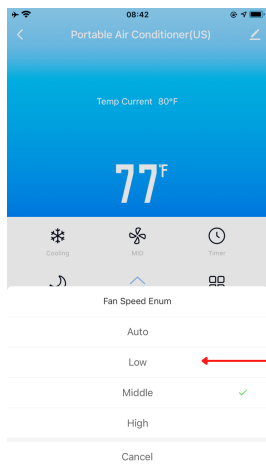 08:42
Portable Air Conditioner(US)
Temp Current 80°F
77°F
Cooling
MID
Timer
Fan Speed Enum
Auto
Low
Middle
High
Cancel